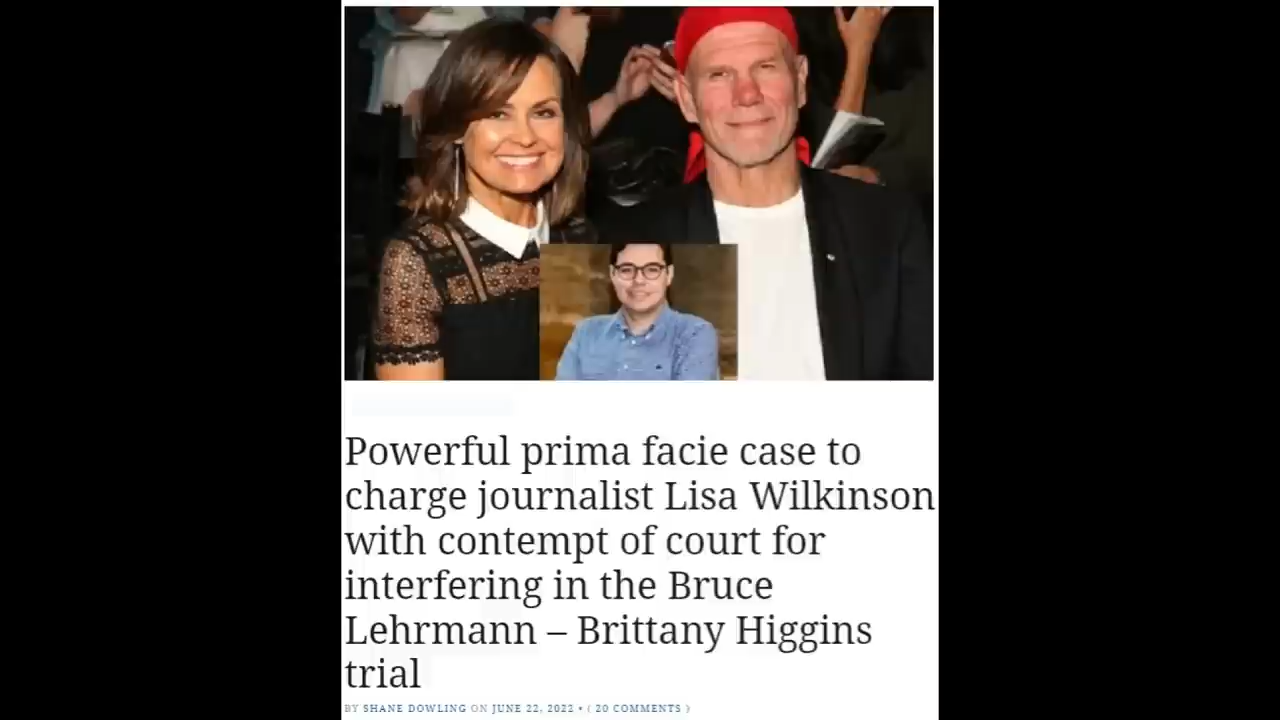 Powerful prima facie case to
charge journalist Lisa Wilkinson
with contempt of court for
interfering in the Bruce
Lehrmann – Brittany Higgins
trial
BY SHANE DOWLING ON JUNE 22, 2022 • ( 20 COMMENTS )